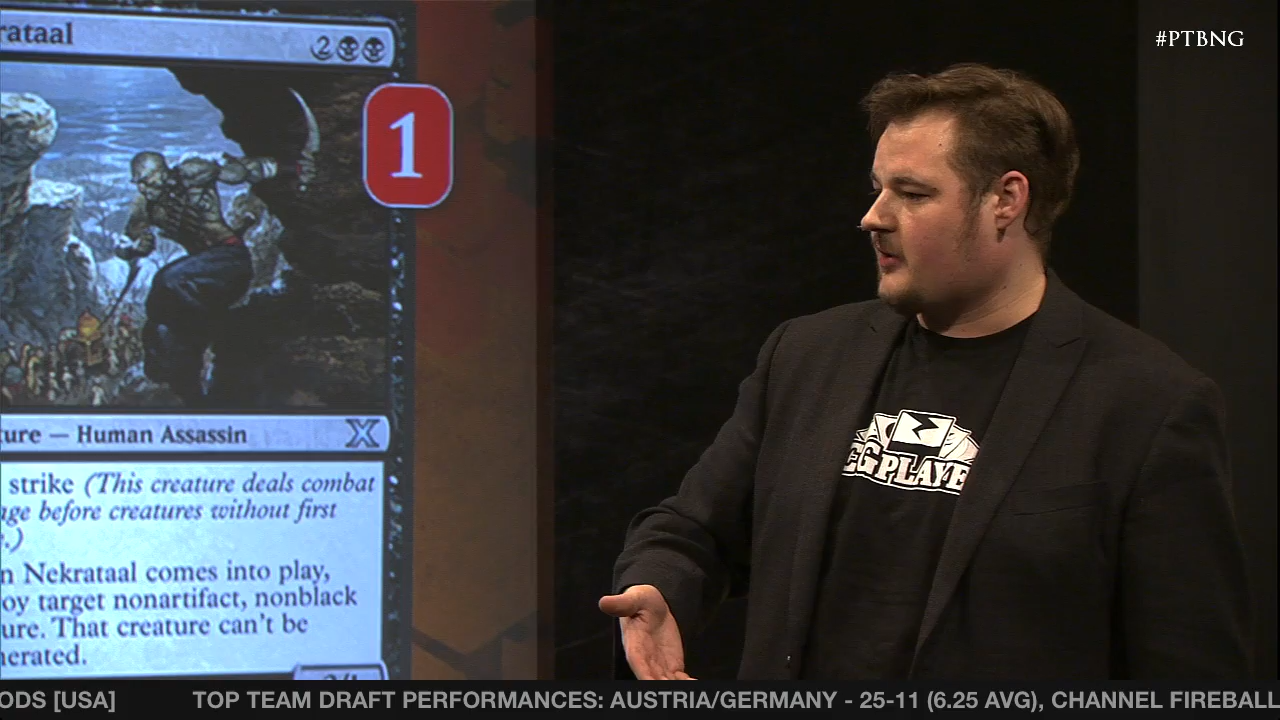 rataal
2
#PTBNG
1
ture — Human Assassin
strike (This creature deals combat
age before creatures without first
e.)
n Nekrataal comes into play,
oy target nonartifact, nonblack
ure. That creature can't be
nerated.
CGPLAYE
ODS [USA] TOP TEAM DRAFT PERFORMANCES: AUSTRIA/GERMANY - 25-11 (6.25 AVG), CHANNEL FIREBALL